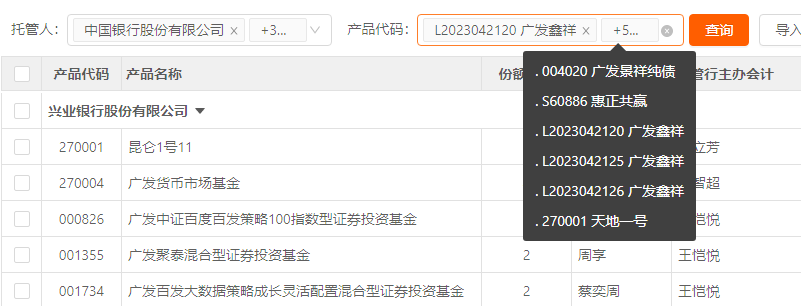 托管人： 中国银行股份有限公司 × +3... 产品代码： L2023042120 广发鑫祥 × +5... 查询 导入
产品代码 产品名称 份额 管行主办会计
. 004020 广发景祥纯债
. S60886 惠正共赢
. L2023042120 广发鑫祥
. L2023042125 广发鑫祥
. L2023042126 广发鑫祥
. 270001 天地一号
兴业银行股份有限公司
270001 昆仑1号11 立芳
270004 广发货币市场基金 智超
000826 广发中证百度百发策略100指数型证券投资基金 王恺悦
001355 广发聚泰混合型证券投资基金 2 周享 王恺悦
001734 广发百发大数据策略成长灵活配置混合型证券投资基金 2 蔡奕周 王恺悦